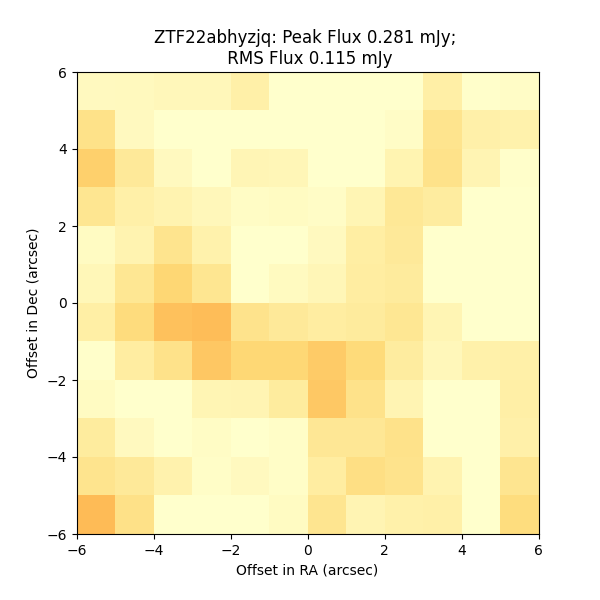 ZTF22abhyzjq: Peak Flux 0.281 mJy;
RMS Flux 0.115 mJy
6
4
2
0
−2
−4
−6
Offset in Dec (arcsec)
−6 −4 −2 0 2 4 6
Offset in RA (arcsec)